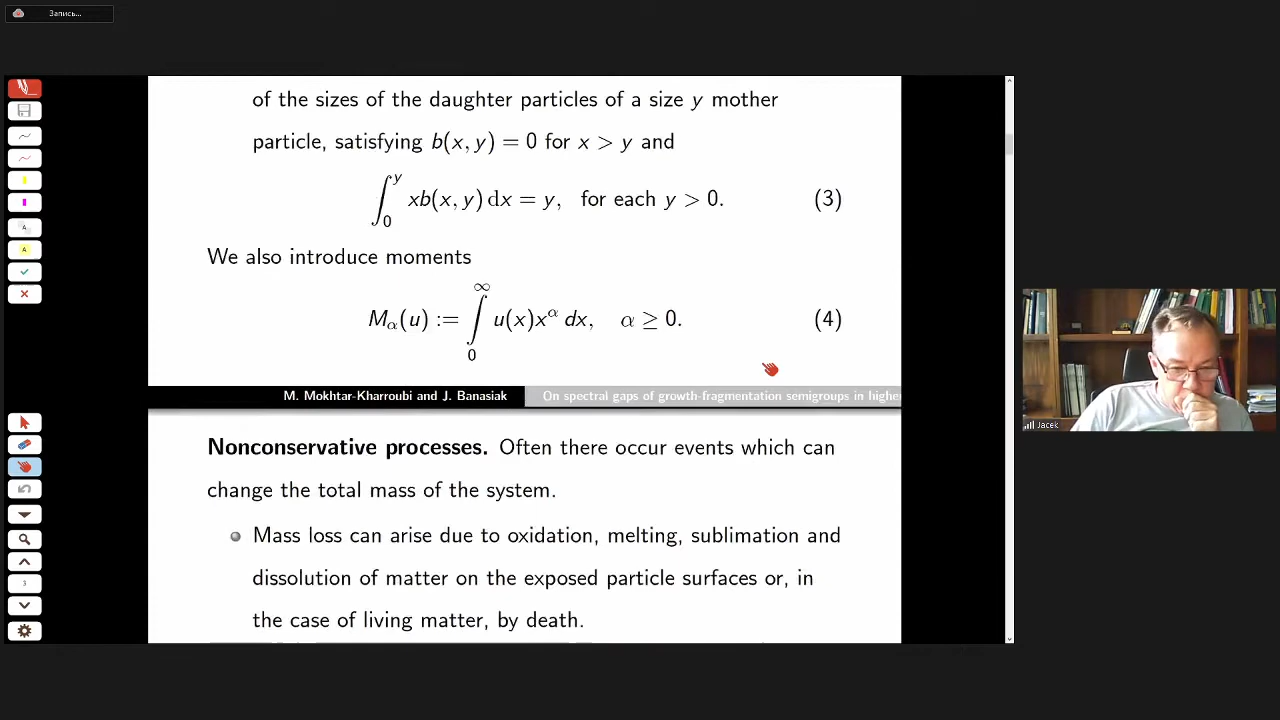 Запись...
of the sizes of the daughter particles of a size y mother
particle, satisfying b(x, y) = 0 for x > y and
∫₀^y xb(x, y) dx = y, for each y > 0. (3)
We also introduce moments
M_α(u) := ∫₀^∞ u(x)x^α dx, α ≥ 0. (4)
M. Mokhtar-Kharroubi and J. Banasiak On spectral gaps of growth-fragmentation semigroups in highe
Nonconservative processes. Often there occur events which can
change the total mass of the system.
Mass loss can arise due to oxidation, melting, sublimation and
dissolution of matter on the exposed particle surfaces or, in
the case of living matter, by death.
A
A
3
Jacek